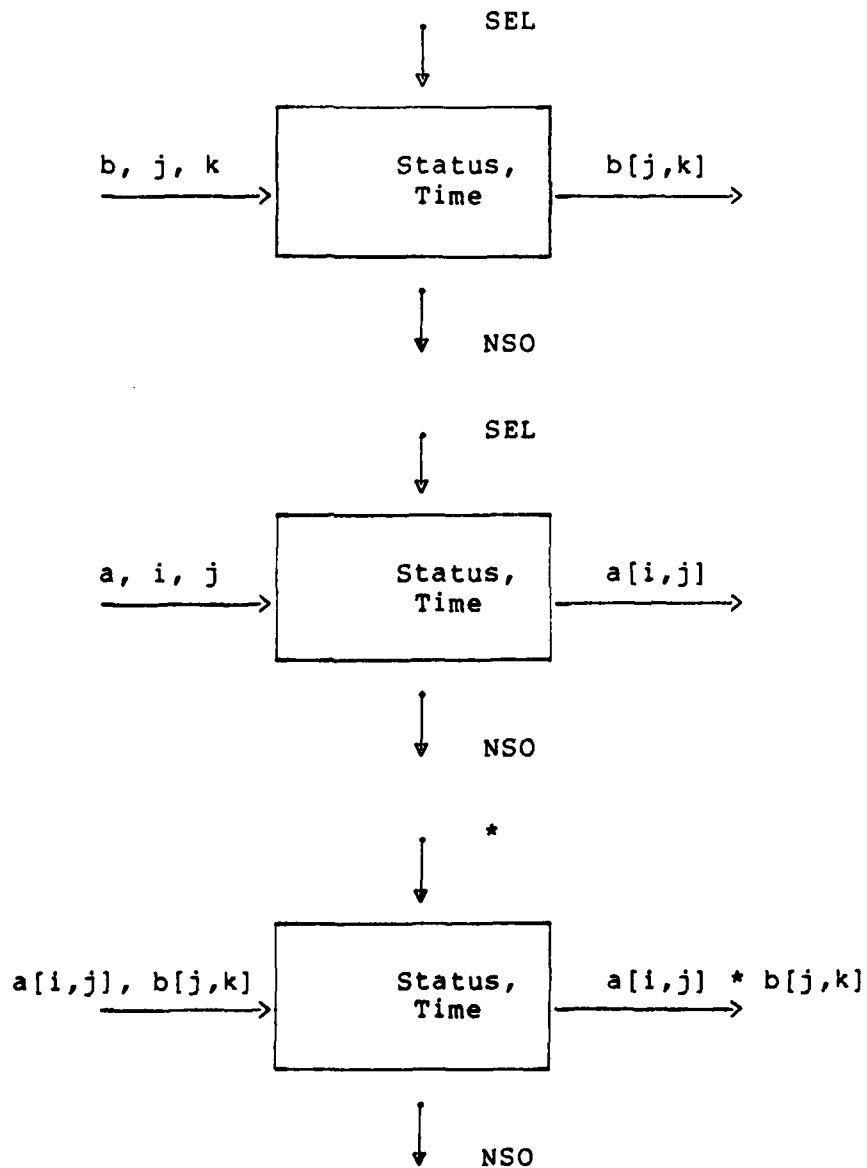 SEL
b, j, k
Status,
Time
b[j,k]
NSO
SEL
a, i, j
Status,
Time
a[i,j]
NSO
*
a[i,j], b[j,k]
Status,
Time
a[i,j] * b[j,k]
NSO